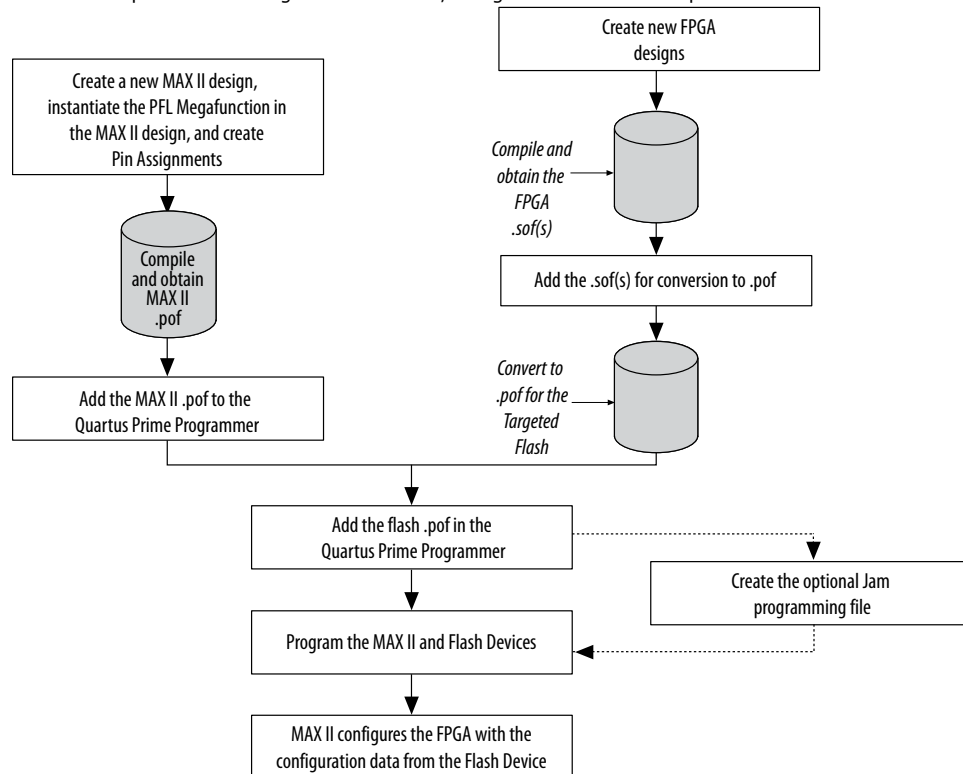 Create new FPGA
designs
Create a new MAX II design,
instantiate the PFL Megafunction in
the MAX II design, and create
Pin Assignments
Compile and
obtain the
FPGA
.sof(s)
Compile
and obtain
MAX II
.pof
Add the .sof(s) for conversion to .pof
Add the MAX II .pof to the
Quartus Prime Programmer
Convert to
.pof for the
Targeted
Flash
Add the flash .pof in the
Quartus Prime Programmer
Create the optional Jam
programming file
Program the MAX II and Flash Devices
MAX II configures the FPGA with the
configuration data from the Flash Device